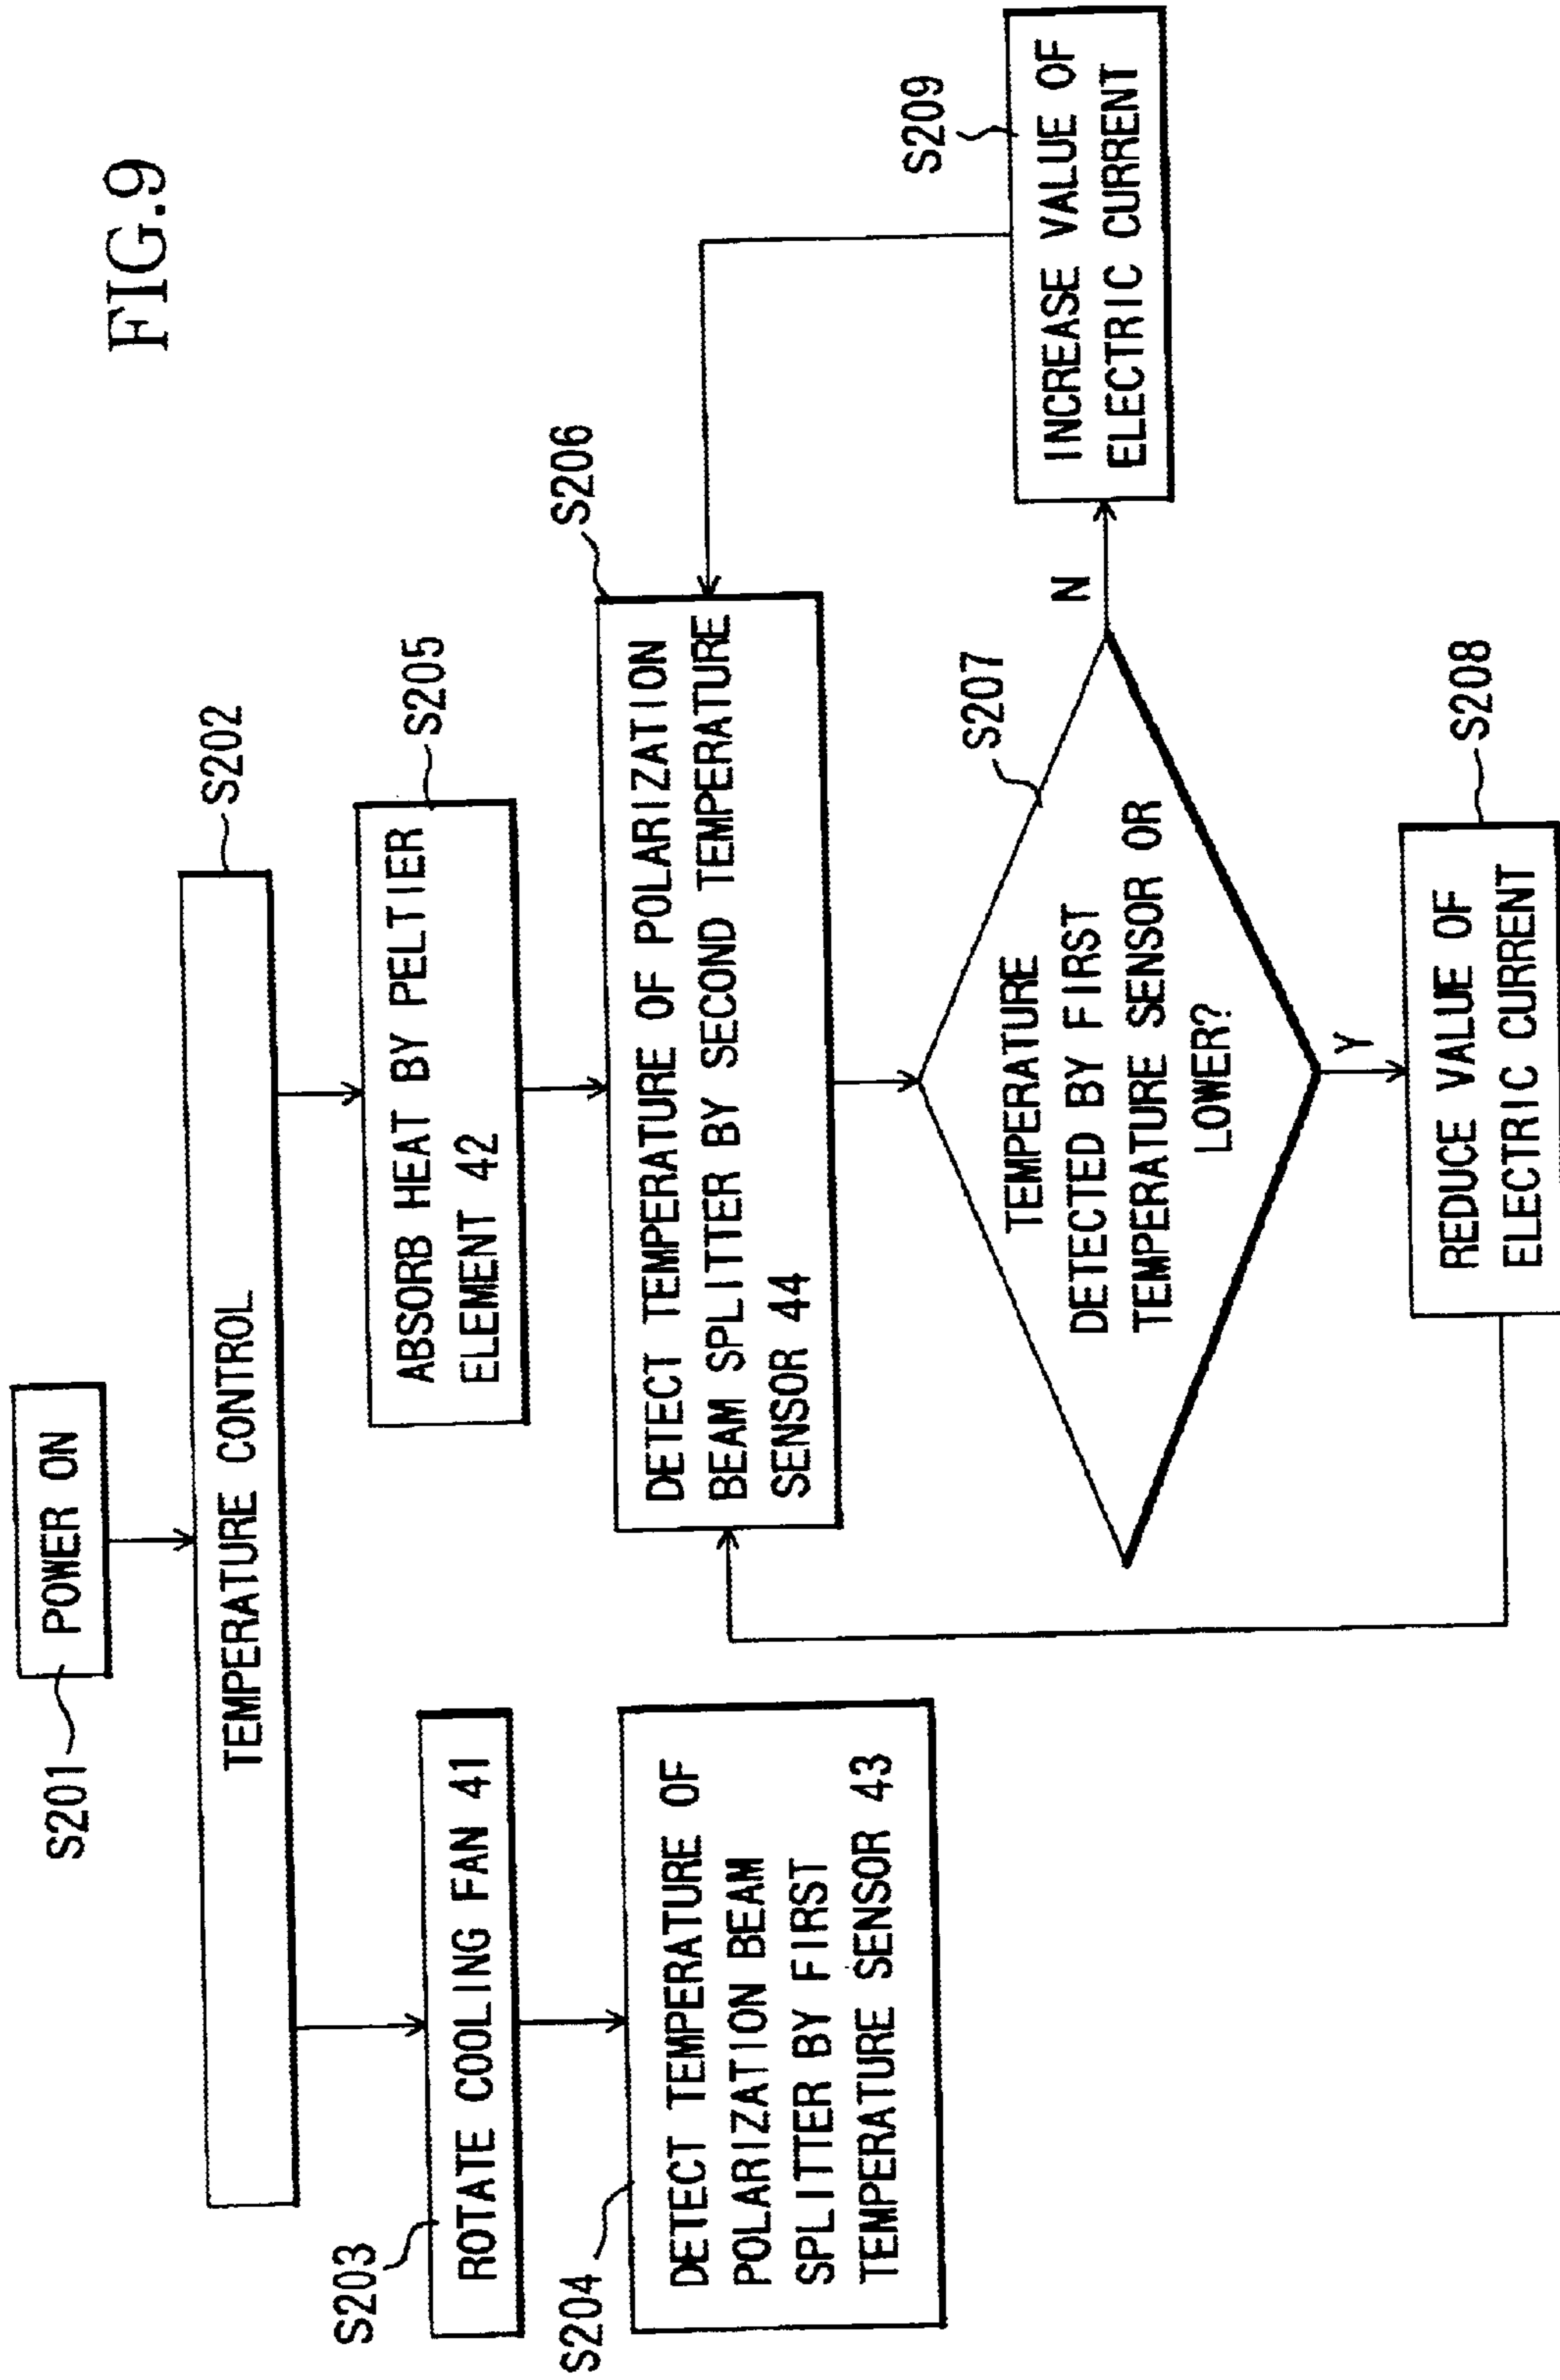 FIG.9
S201
POWER ON
TEMPERATURE CONTROL
S202
S203
ROTATE COOLING FAN 41
S204
DETECT TEMPERATURE OF
POLARIZATION BEAM
SPLITTER BY FIRST
TEMPERATURE SENSOR 43
ABSORB HEAT BY PELTIER
ELEMENT 42
S205
S206
DETECT TEMPERATURE OF POLARIZATION
BEAM SPLITTER BY SECOND TEMPERATURE
SENSOR 44
S207
TEMPERATURE
DETECTED BY FIRST
TEMPERATURE SENSOR OR
LOWER?
N
S209
INCREASE VALUE OF
ELECTRIC CURRENT
Y
S208
REDUCE VALUE OF
ELECTRIC CURRENT